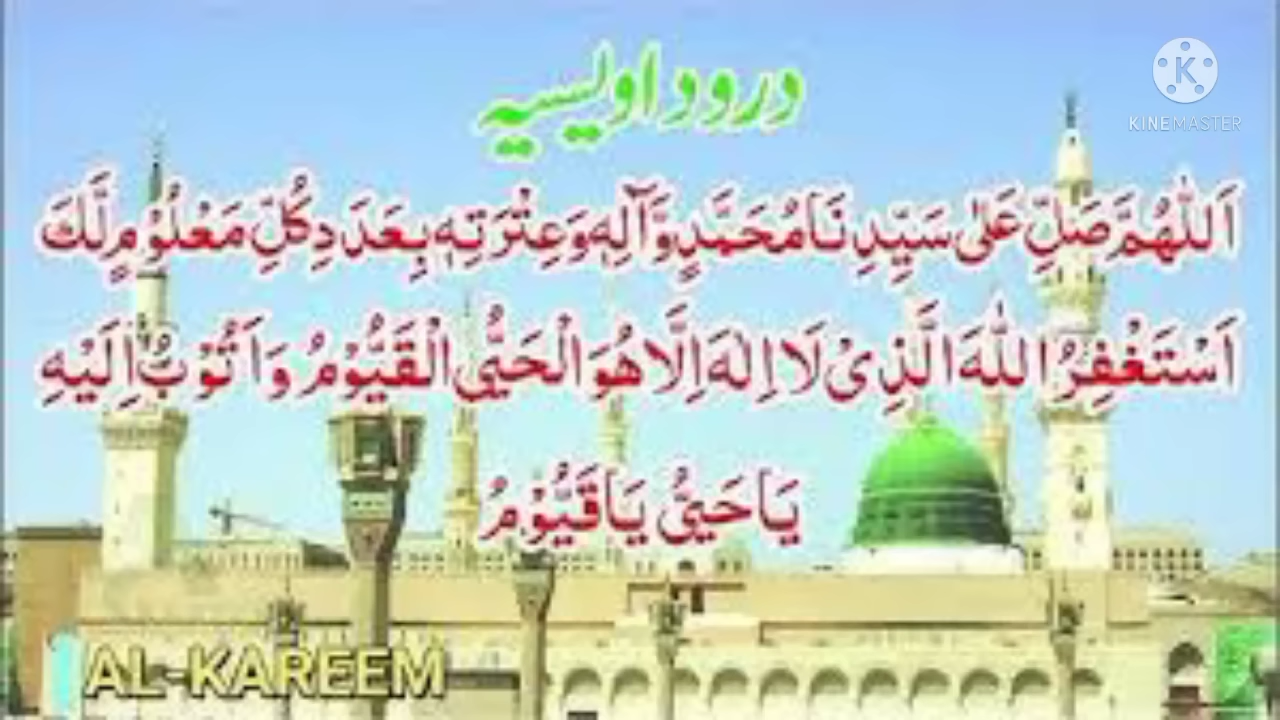 درود اویسیہ
KINEMASTER
اَللّٰهُمَّ صَلِّ عَلٰى سَيِّدِنَا مُحَمَّدٍ وَّآلِهٖ وَعِتْرَتِهٖ بِعَدَدِ كُلِّ مَعْلُوْمٍ لَّكَ
اَسْتَغْفِرُ اللّٰهَ الَّذِىْ لَا اِلٰهَ اِلَّا هُوَ الْحَىُّ الْقَيُّوْمُ وَاَتُوْبُ اِلَيْهِ
يَا حَىُّ يَا قَيُّوْمُ
AL-KAREEM